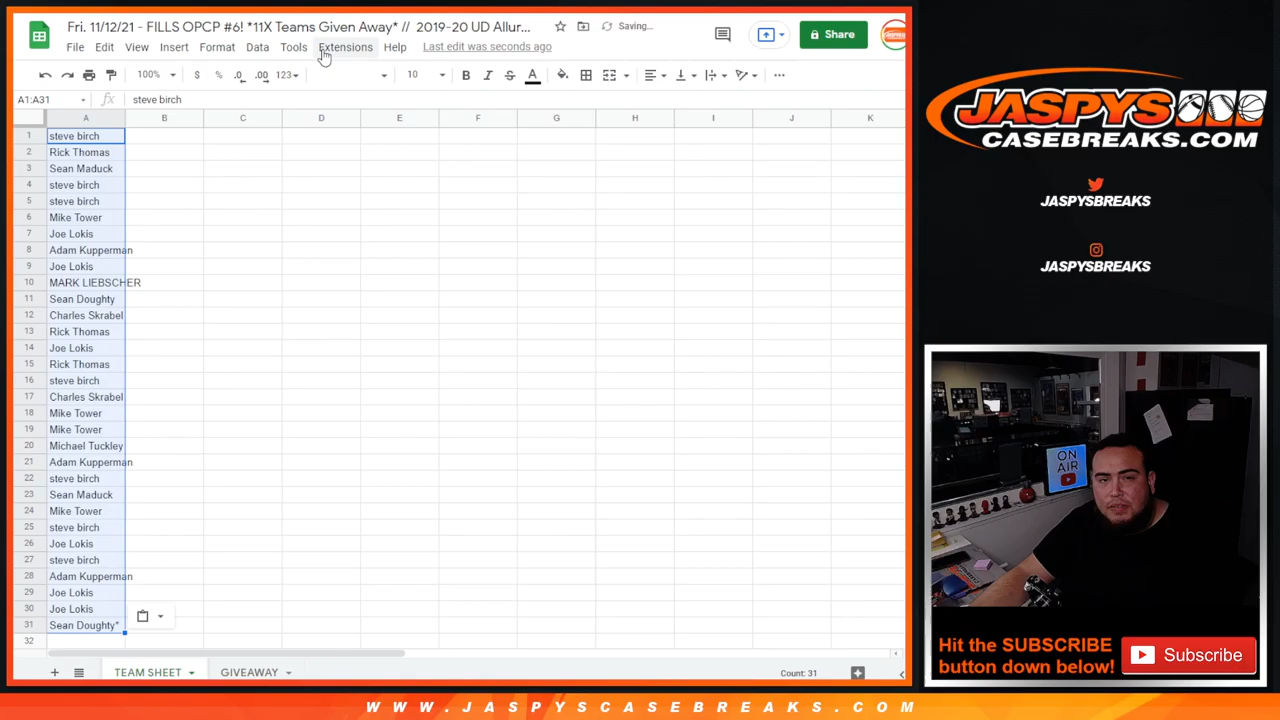 Fri. 11/12/21 - FILLS OPCP #6! *11X Teams Given Away* // 2019-20 UD Allur...
Saving...
Share
File Edit View Insert Format Data Tools Extensions Help
Last edit was seconds ago
100% $ % .0 .00 123 10 B I S A
A1:A31 fx steve birch
A B C D E F G H I J K
1 steve birch
2 Rick Thomas
3 Sean Maduck
4 steve birch
5 steve birch
6 Mike Tower
7 Joe Lokis
8 Adam Kupperman
9 Joe Lokis
10 MARK LIEBSCHER
11 Sean Doughty
12 Charles Skrabel
13 Rick Thomas
14 Joe Lokis
15 Rick Thomas
16 steve birch
17 Charles Skrabel
18 Mike Tower
19 Mike Tower
20 Michael Tuckley
21 Adam Kupperman
22 steve birch
23 Sean Maduck
24 Mike Tower
25 steve birch
26 Joe Lokis
27 steve birch
28 Adam Kupperman
29 Joe Lokis
30 Joe Lokis
31 Sean Doughty*
32
TEAM SHEET GIVEAWAY
Count: 31
JASPYS
CASEBREAKS.COM
JASPYSBREAKS
JASPYSBREAKS
ON
AIR
Hit the SUBSCRIBE
button down below!
Subscribe
WWW.JASPYSCASEBREAKS.COM